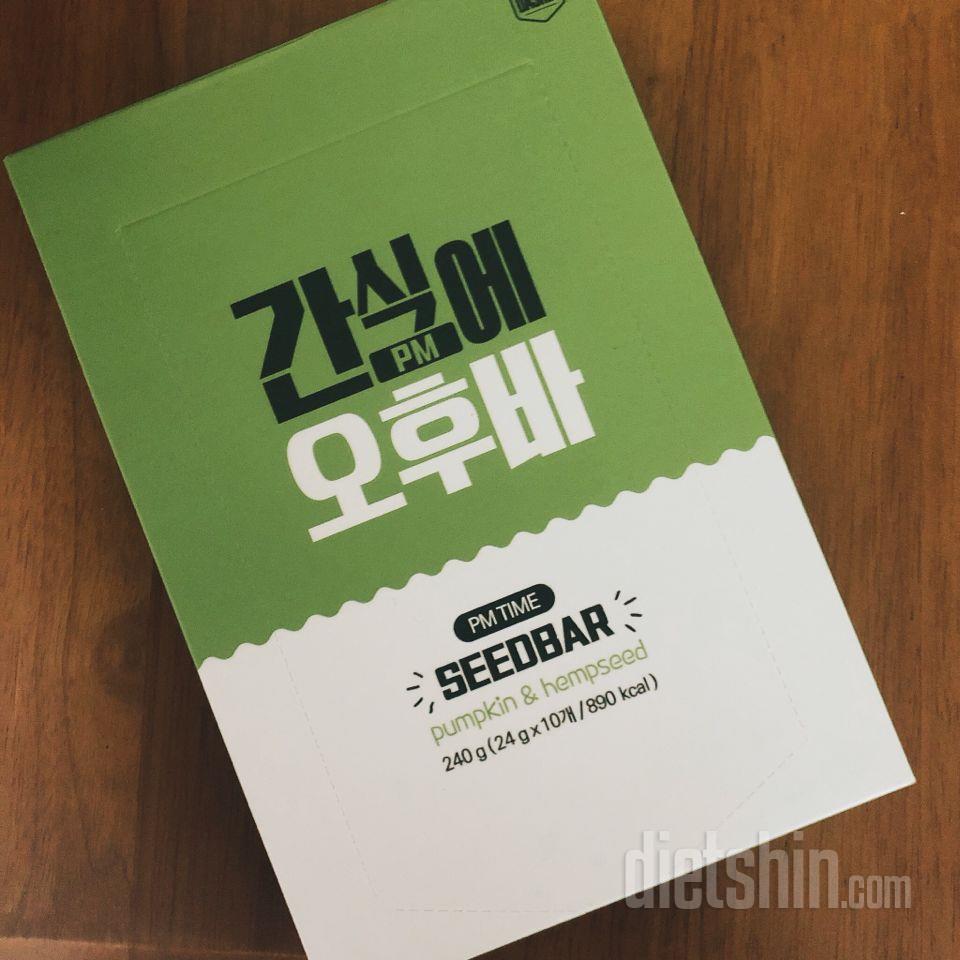 간식에
PM
오후바
PM TIME
SEEDBAR
pumpkin & hempseed
240 g ( 24 g x 10개 / 890 kcal )
dietshin.com